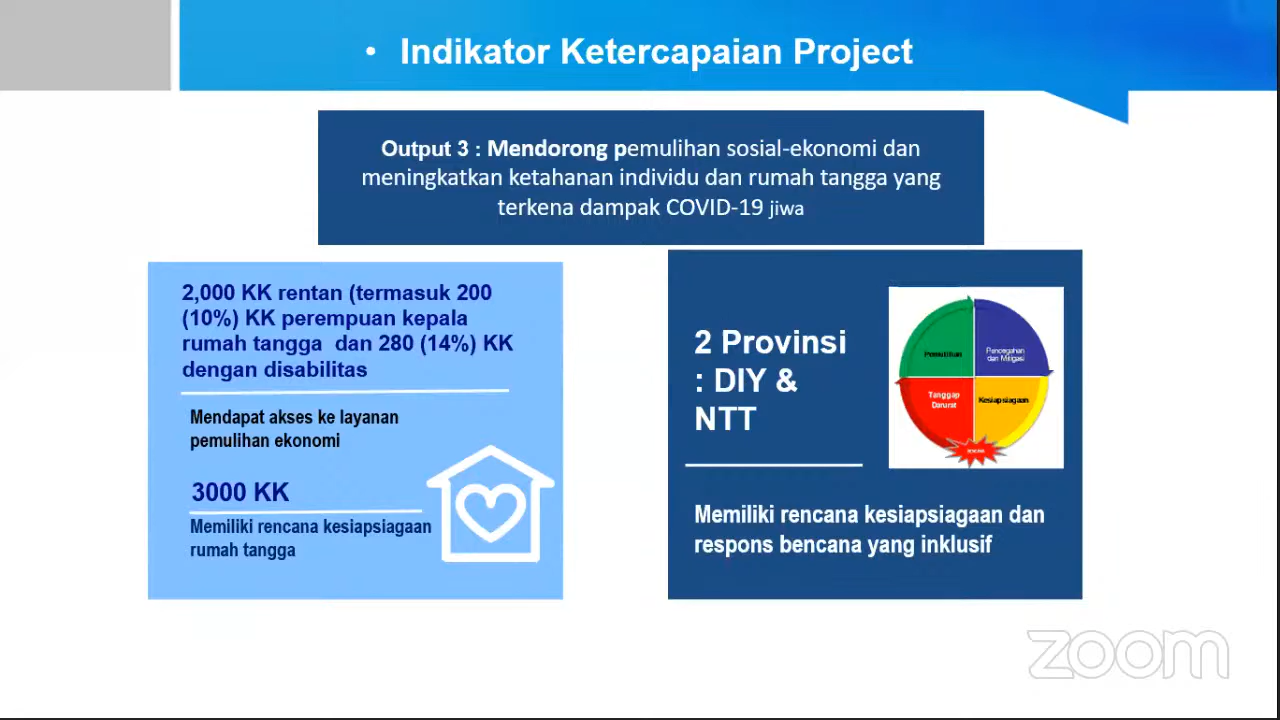 • Indikator Ketercapaian Project
Output 3 : Mendorong pemulihan sosial-ekonomi dan
meningkatkan ketahanan individu dan rumah tangga yang
terkena dampak COVID-19 jiwa
2,000 KK rentan (termasuk 200
(10%) KK perempuan kepala
rumah tangga dan 280 (14%) KK
dengan disabilitas
Mendapat akses ke layanan
pemulihan ekonomi
3000 KK
Memiliki rencana kesiapsiagaan
rumah tangga
2 Provinsi
: DIY &
NTT
Pemulihan
Pencegahan
dan Mitigasi
Tanggap
Darurat
Kesiapsiagaan
Memiliki rencana kesiapsiagaan dan
respons bencana yang inklusif
zoom